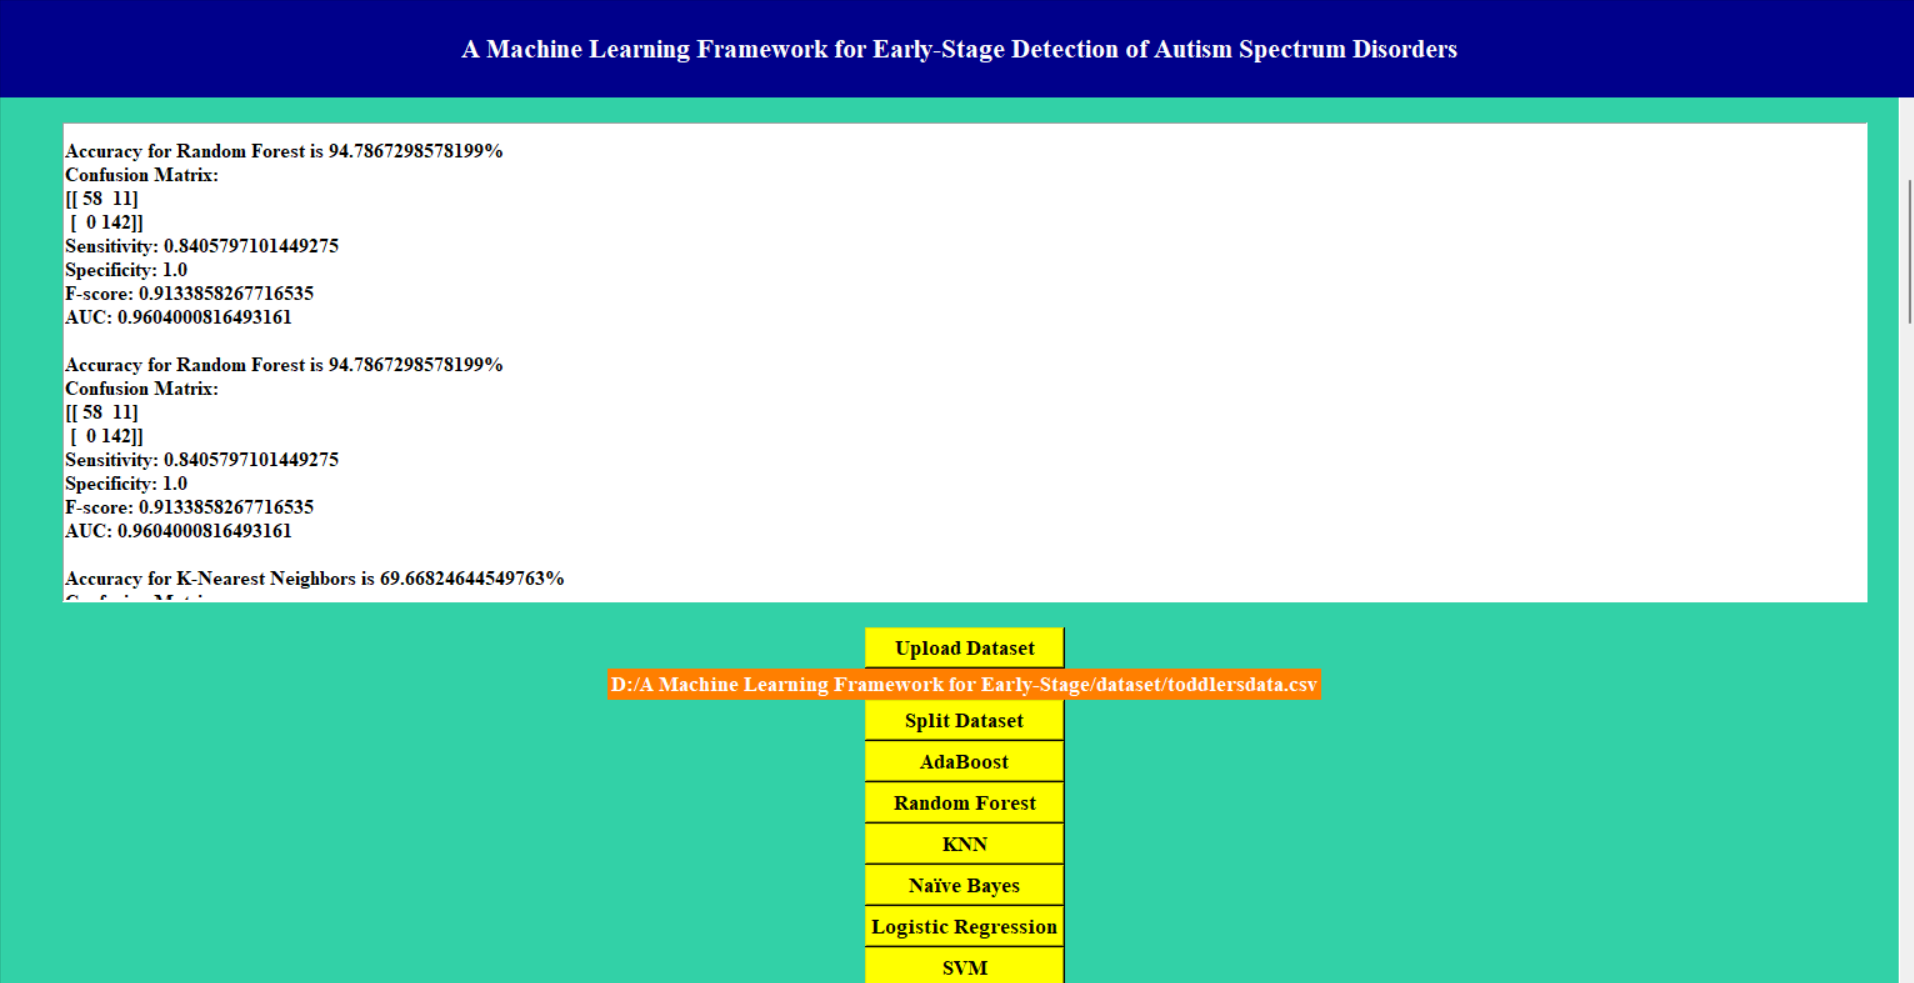 A Machine Learning Framework for Early-Stage Detection of Autism Spectrum Disorders
Accuracy for Random Forest is 94.7867298578199%
Confusion Matrix:
[[ 58  11]
 [  0 142]]
Sensitivity: 0.8405797101449275
Specificity: 1.0
F-score: 0.9133858267716535
AUC: 0.9604000816493161
Accuracy for Random Forest is 94.7867298578199%
Confusion Matrix:
[[ 58  11]
 [  0 142]]
Sensitivity: 0.8405797101449275
Specificity: 1.0
F-score: 0.9133858267716535
AUC: 0.9604000816493161
Accuracy for K-Nearest Neighbors is 69.66824644549763%
Upload Dataset
D:/A Machine Learning Framework for Early-Stage/dataset/toddlersdata.csv
Split Dataset
AdaBoost
Random Forest
KNN
Naïve Bayes
Logistic Regression
SVM